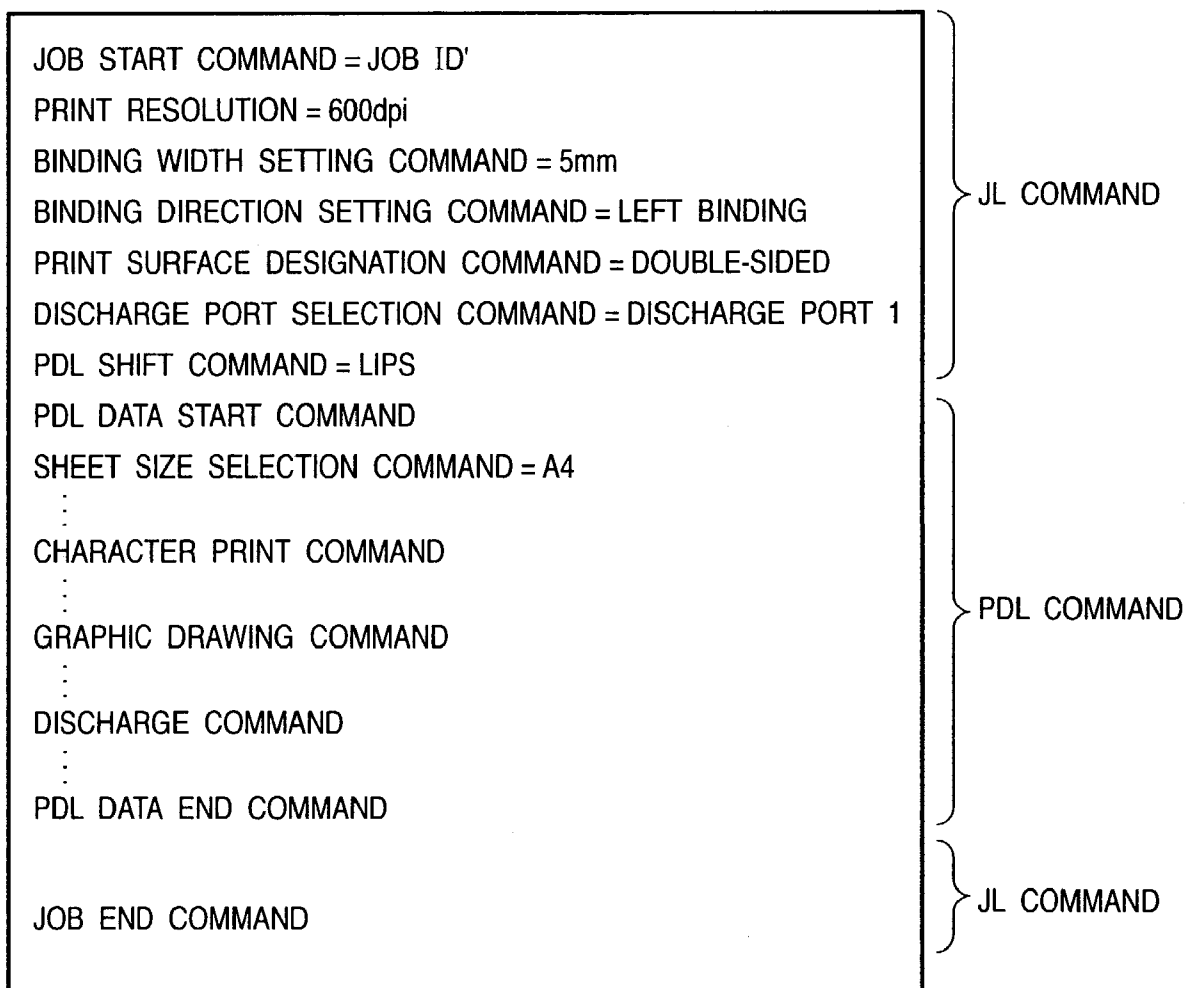 JOB START COMMAND = JOB ID'
PRINT RESOLUTION = 600dpi
BINDING WIDTH SETTING COMMAND = 5mm
BINDING DIRECTION SETTING COMMAND = LEFT BINDING
PRINT SURFACE DESIGNATION COMMAND = DOUBLE-SIDED
DISCHARGE PORT SELECTION COMMAND = DISCHARGE PORT 1
PDL SHIFT COMMAND = LIPS
JL COMMAND
PDL DATA START COMMAND
SHEET SIZE SELECTION COMMAND = A4
CHARACTER PRINT COMMAND
GRAPHIC DRAWING COMMAND
DISCHARGE COMMAND
PDL DATA END COMMAND
PDL COMMAND
JOB END COMMAND
JL COMMAND